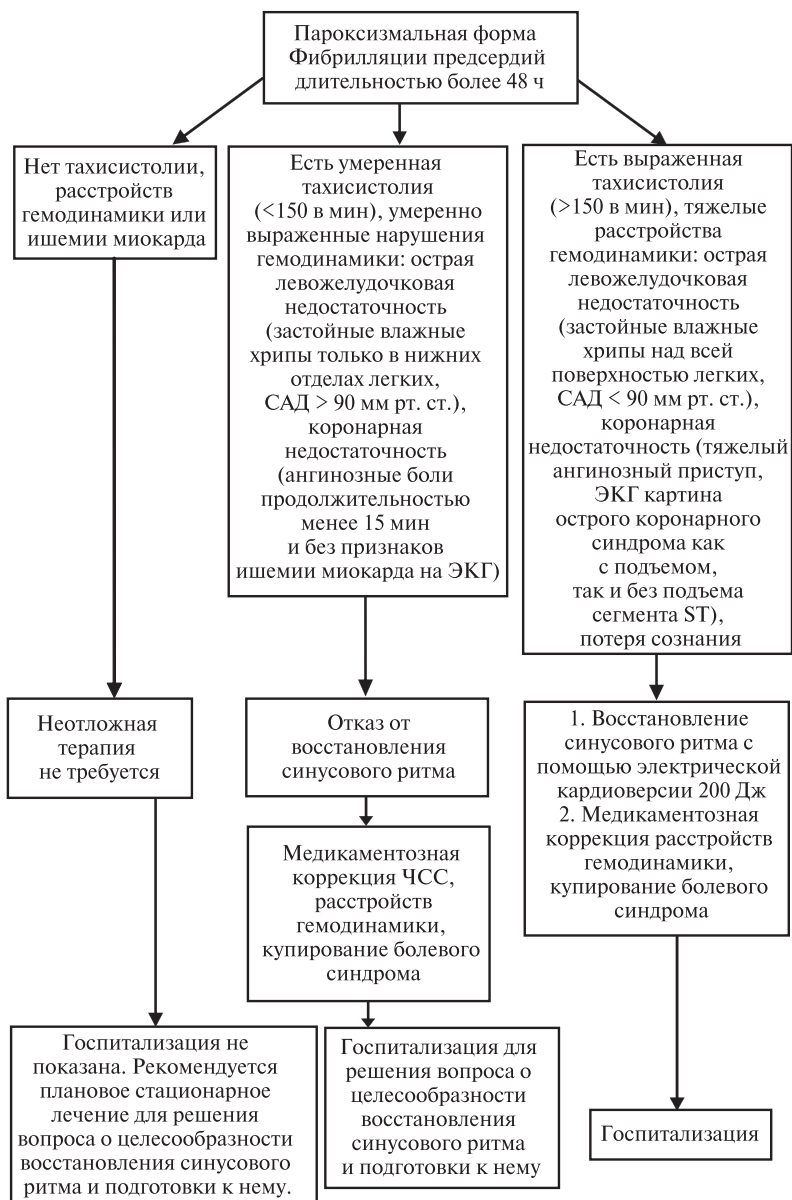 Пароксизмальная форма
Фибрилляции предсердий
длительностью более 48 ч
Нет тахисистолии,
расстройств
гемодинамики или
ишемии миокарда
Есть умеренная
тахисистолия
(<150 в мин), умеренно
выраженные нарушения
гемодинамики: острая
левожелудочковая
недостаточность
(застойные влажные
хрипы только в нижних
отделах легких,
САД > 90 мм рт. ст.),
коронарная
недостаточность
(ангинозные боли
продолжительностью
менее 15 мин
и без признаков
ишемии миокарда на ЭКГ)
Есть выраженная
тахисистолия
(>150 в мин), тяжелые
расстройства
гемодинамики: острая
левожелудочковая
недостаточность
(застойные влажные
хрипы над всей
поверхностью легких,
САД < 90 мм рт. ст.),
коронарная
недостаточность (тяжелый
ангинозный приступ,
ЭКГ картина
острого коронарного
синдрома как
с подъемом,
так и без подъема
сегмента ST),
потеря сознания
Неотложная
терапия
не требуется
Отказ от
восстановления
синусового ритма
1. Восстановление
синусового ритма с
помощью электрической
кардиоверсии 200 Дж
2. Медикаментозная
коррекция расстройств
гемодинамики,
купирование болевого
синдрома
Медикаментозная
коррекция ЧСС,
расстройств
гемодинамики,
купирование болевого
синдрома
Госпитализация не
показана. Рекомендуется
плановое стационарное
лечение для решения
вопроса о целесообразности
восстановления синусового
ритма и подготовки к нему.
Госпитализация для
решения вопроса о
целесообразности
восстановления
синусового ритма
и подготовки к нему
Госпитализация